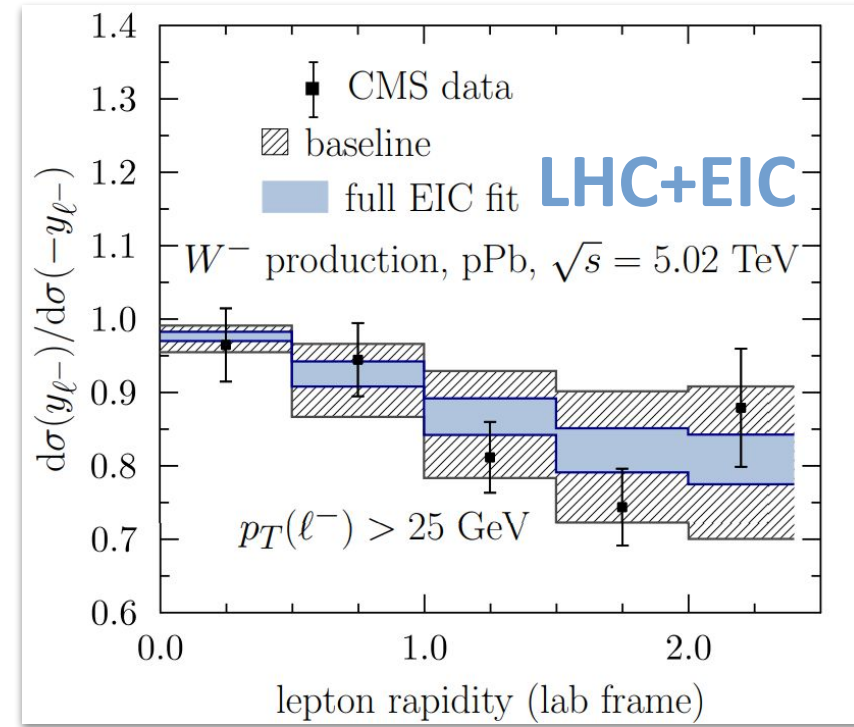 1.4
1.3
1.2
1.1
1.0
0.9
0.8
0.7
0.6
dσ(y_{ℓ⁻})/dσ(−y_{ℓ⁻})
CMS data
baseline
full EIC fit
LHC+EIC
W⁻ production, pPb, √s = 5.02 TeV
p_T(ℓ⁻) > 25 GeV
0.0 1.0 2.0
lepton rapidity (lab frame)